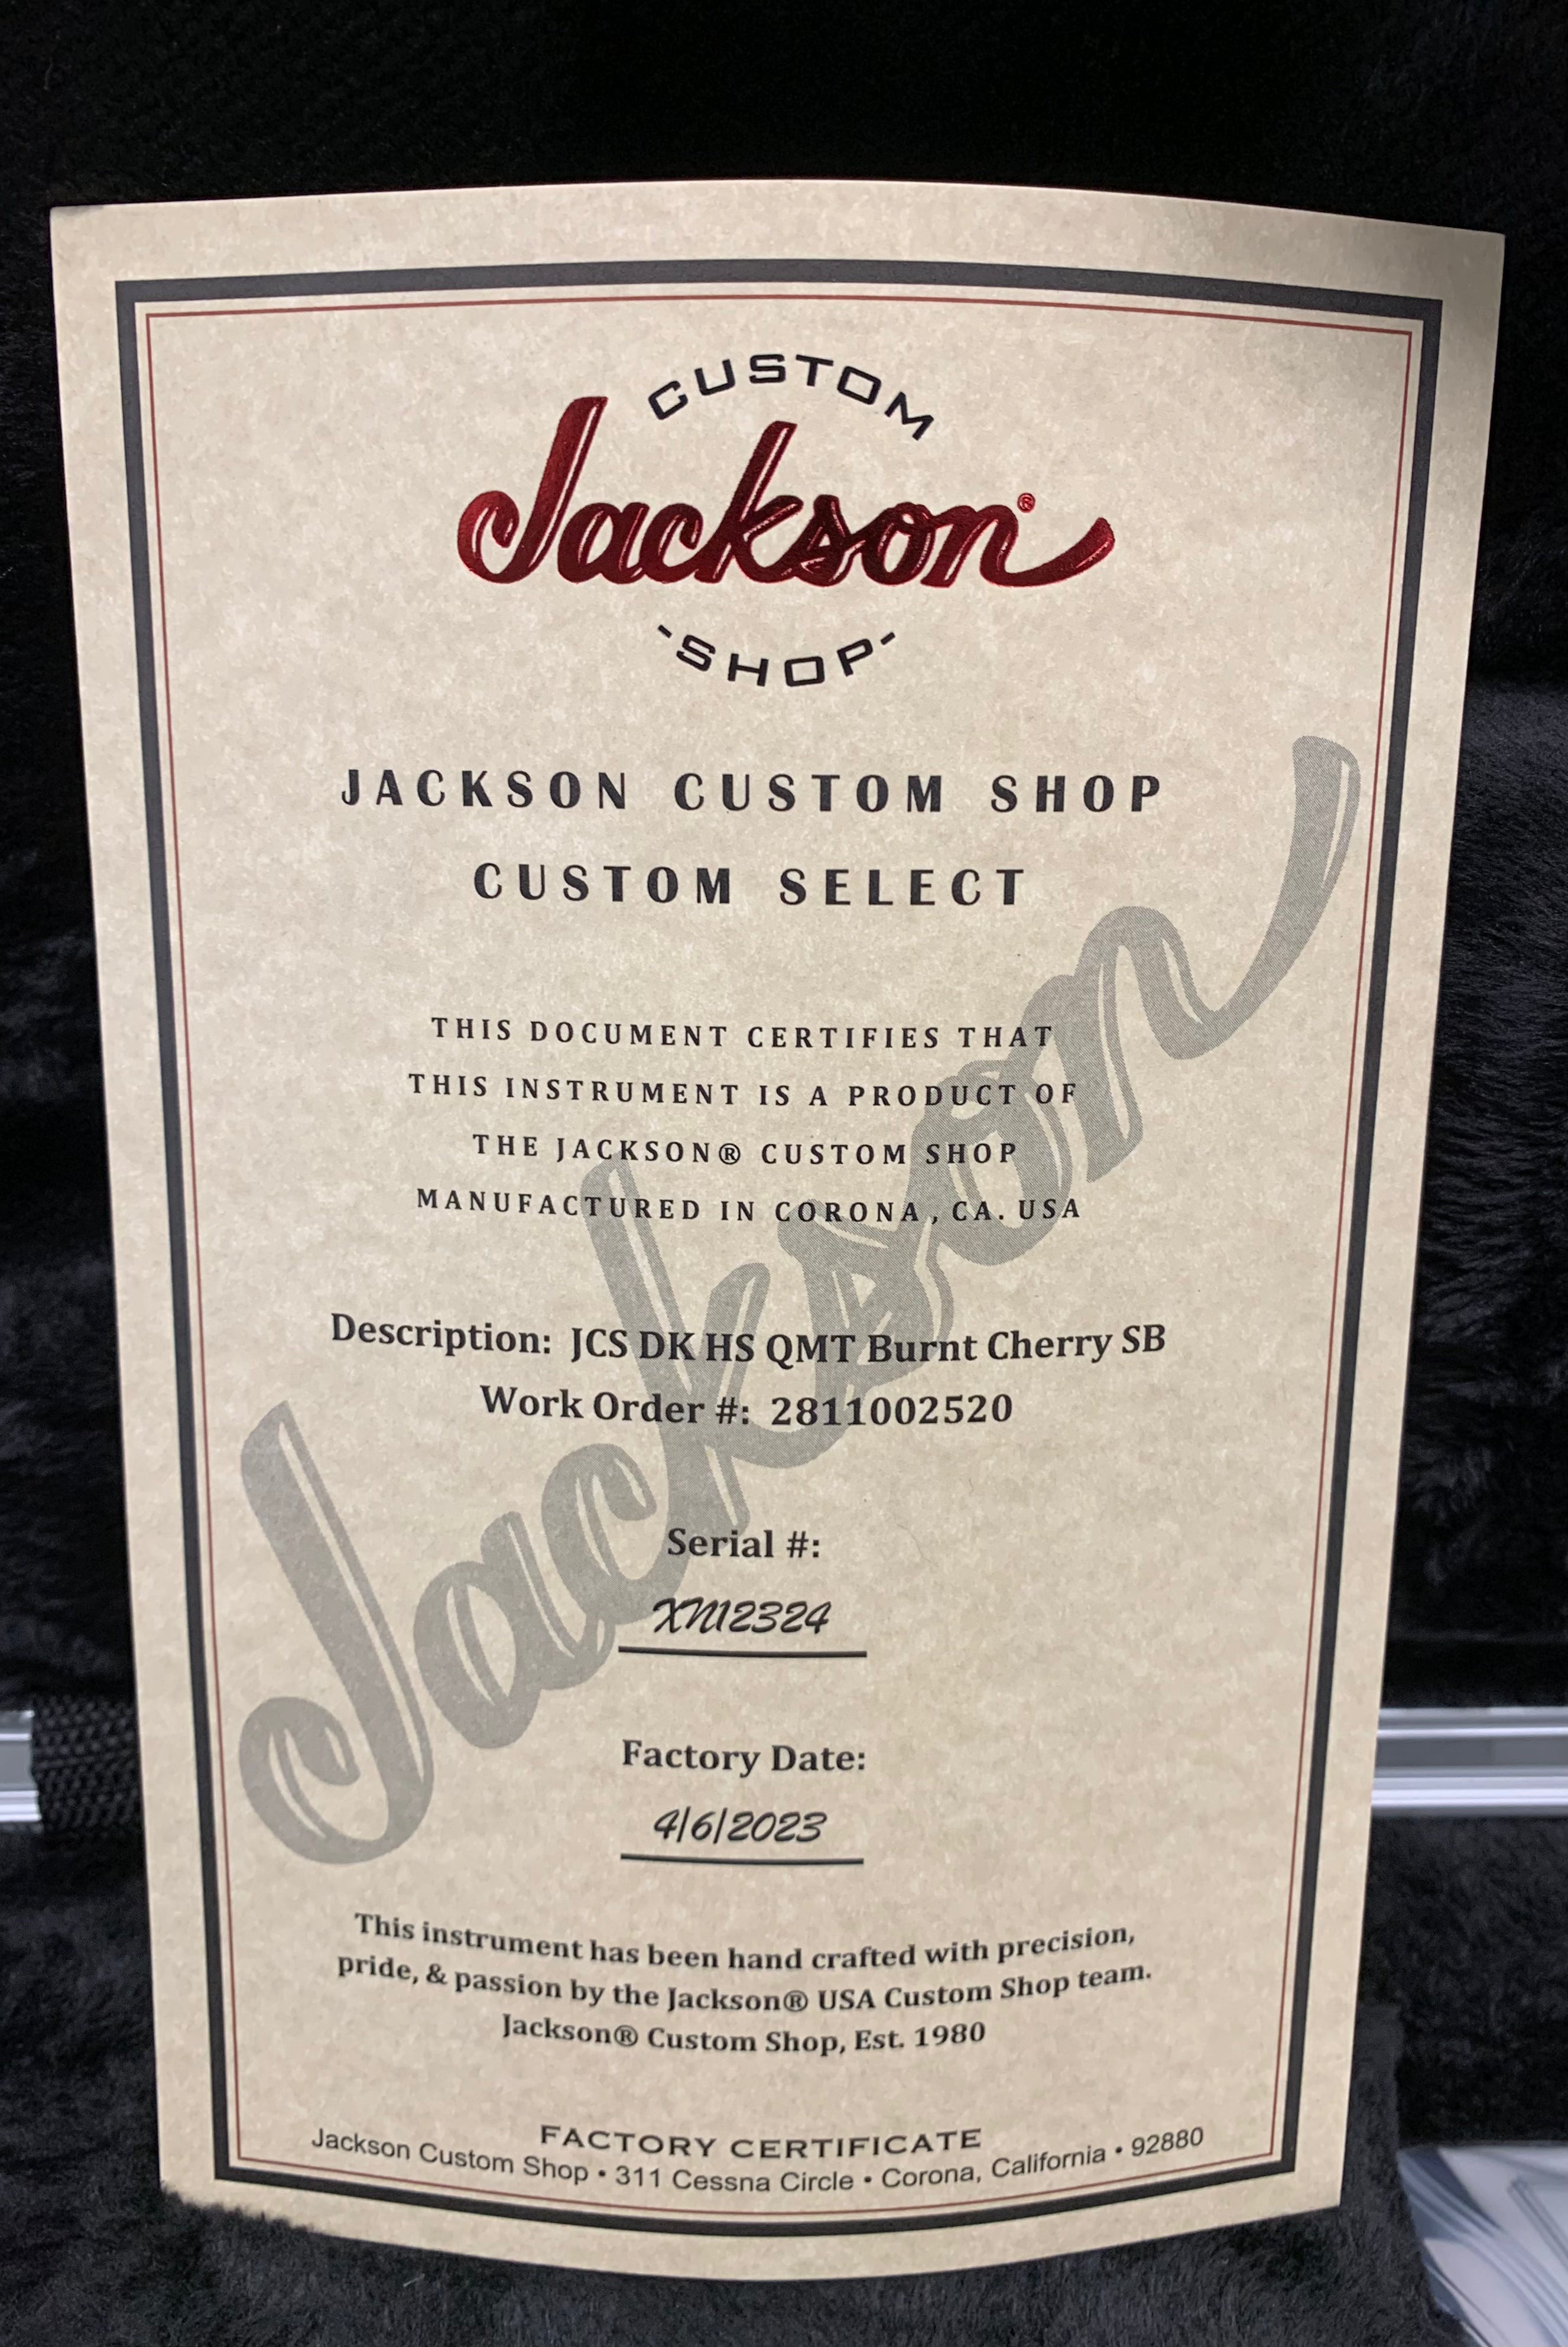 CUSTOM
Jackson®
-SHOP-
JACKSON CUSTOM SHOP
CUSTOM SELECT
THIS DOCUMENT CERTIFIES THAT
THIS INSTRUMENT IS A PRODUCT OF
THE JACKSON® CUSTOM SHOP
MANUFACTURED IN CORONA, CA. USA
Jackson
Description: JCS DK HS QMT Burnt Cherry SB
Work Order #: 2811002520
Serial #:
XN12324
Factory Date:
4/6/2023
This instrument has been hand crafted with precision,
pride, & passion by the Jackson® USA Custom Shop team.
Jackson® Custom Shop, Est. 1980
FACTORY CERTIFICATE
Jackson Custom Shop • 311 Cessna Circle • Corona, California • 92880